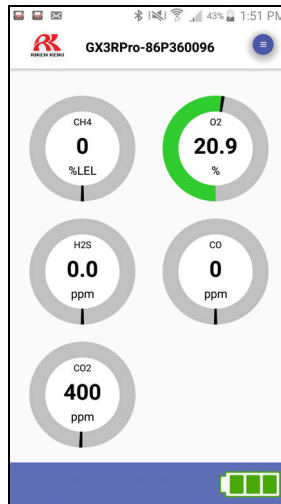 43% 1:51 PM
RIKEN KEIKI
GX3RPro-86P360096
CH4
0
%LEL
O2
20.9
%
H2S
0.0
ppm
CO
0
ppm
CO2
400
ppm